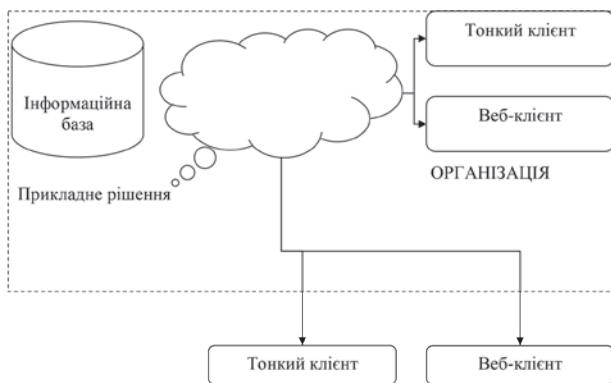 Тонкий клієнт
Інформаційна
база
Веб-клієнт
ОРГАНІЗАЦІЯ
Прикладне рішення
Тонкий клієнт
Веб-клієнт